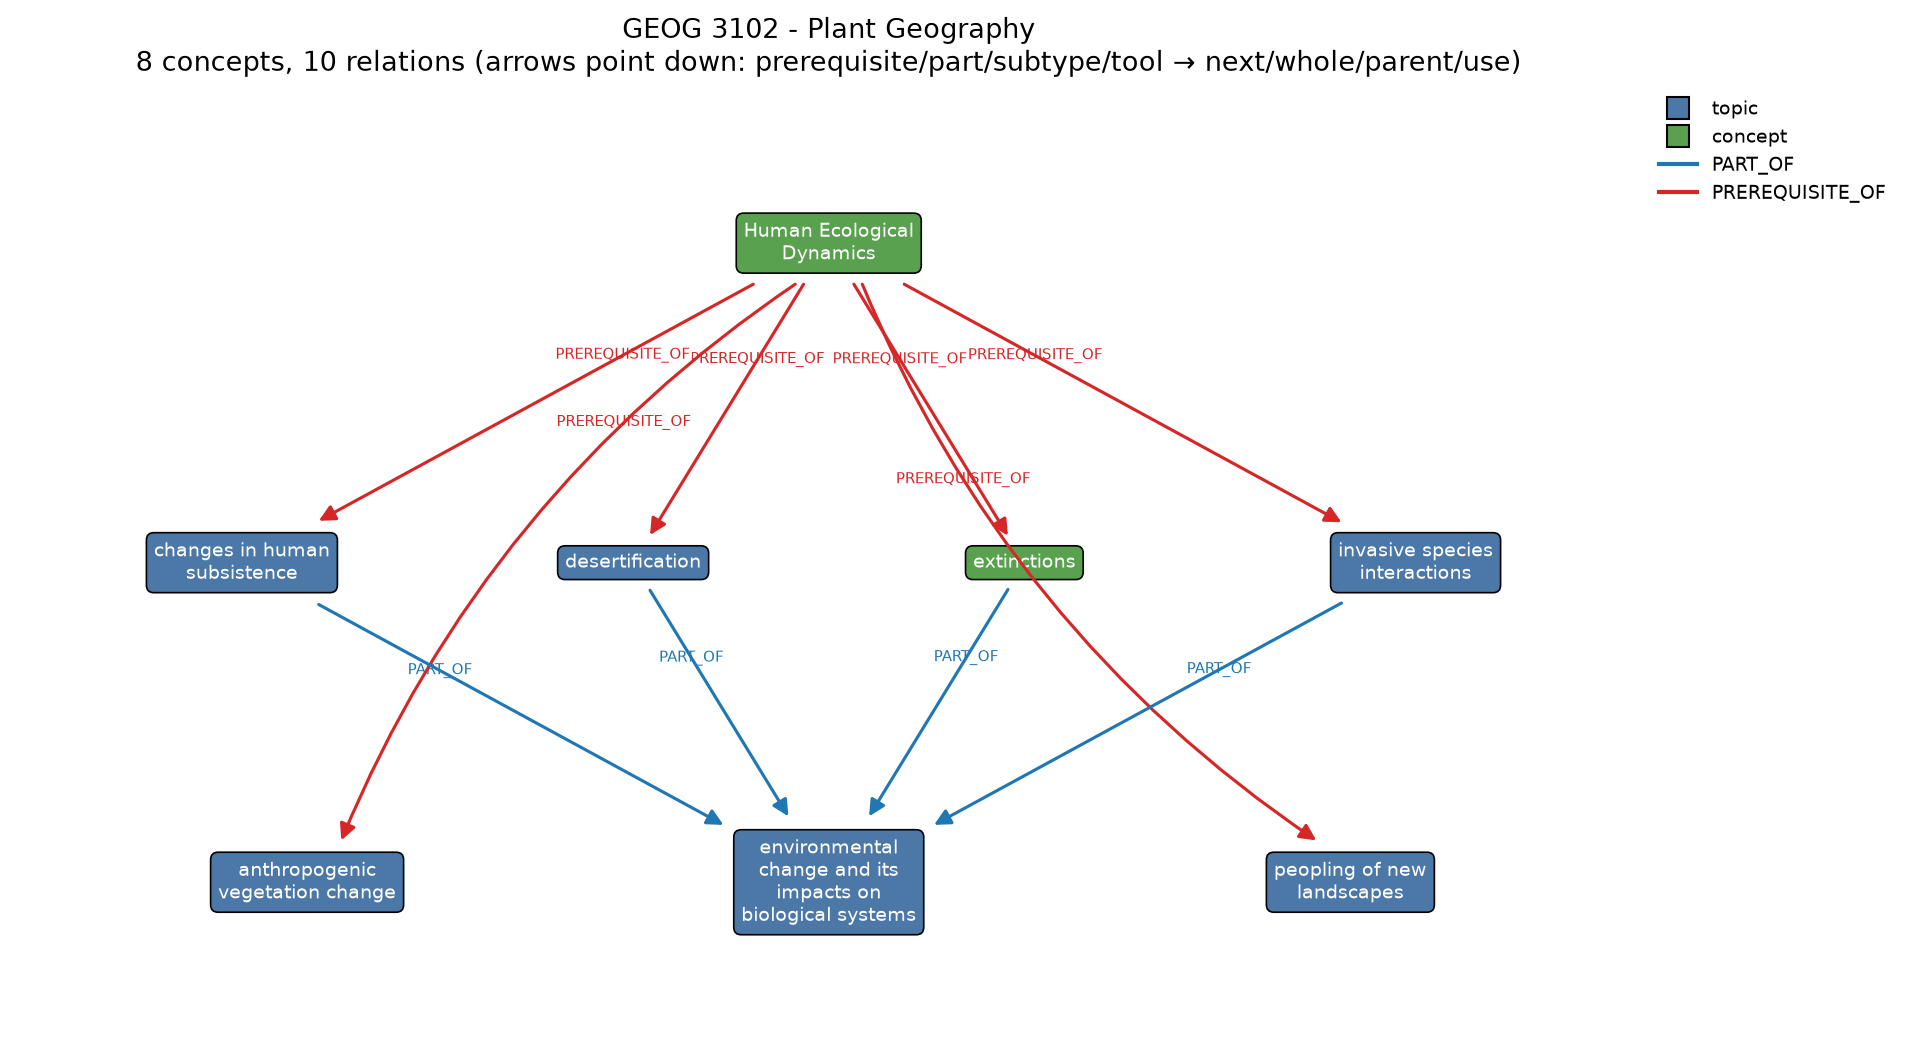 GEOG 3102 - Plant Geography
8 concepts, 10 relations (arrows point down: prerequisite/part/subtype/tool → next/whole/parent/use)
topic
concept
PART_OF
PREREQUISITE_OF
Human Ecological
Dynamics
PREREQUISITE_OF
PREREQUISITE_OF
PREREQUISITE_OF
PREREQUISITE_OF
PREREQUISITE_OF
PREREQUISITE_OF
changes in human
subsistence
desertification
extinctions
invasive species
interactions
PART_OF
PART_OF
PART_OF
PART_OF
anthropogenic
vegetation change
environmental
change and its
impacts on
biological systems
peopling of new
landscapes